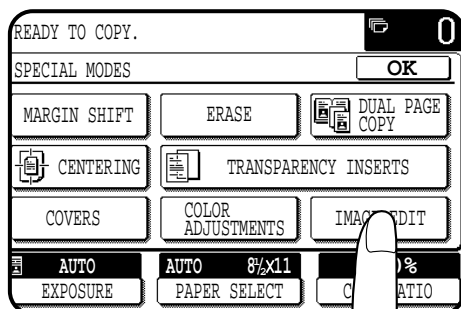 READY TO COPY. 0
SPECIAL MODES OK
MARGIN SHIFT ERASE DUAL PAGE
COPY
CENTERING TRANSPARENCY INSERTS
COVERS COLOR
ADJUSTMENTS EDIT
AUTO AUTO 8½x11 %
EXPOSURE PAPER SELECT